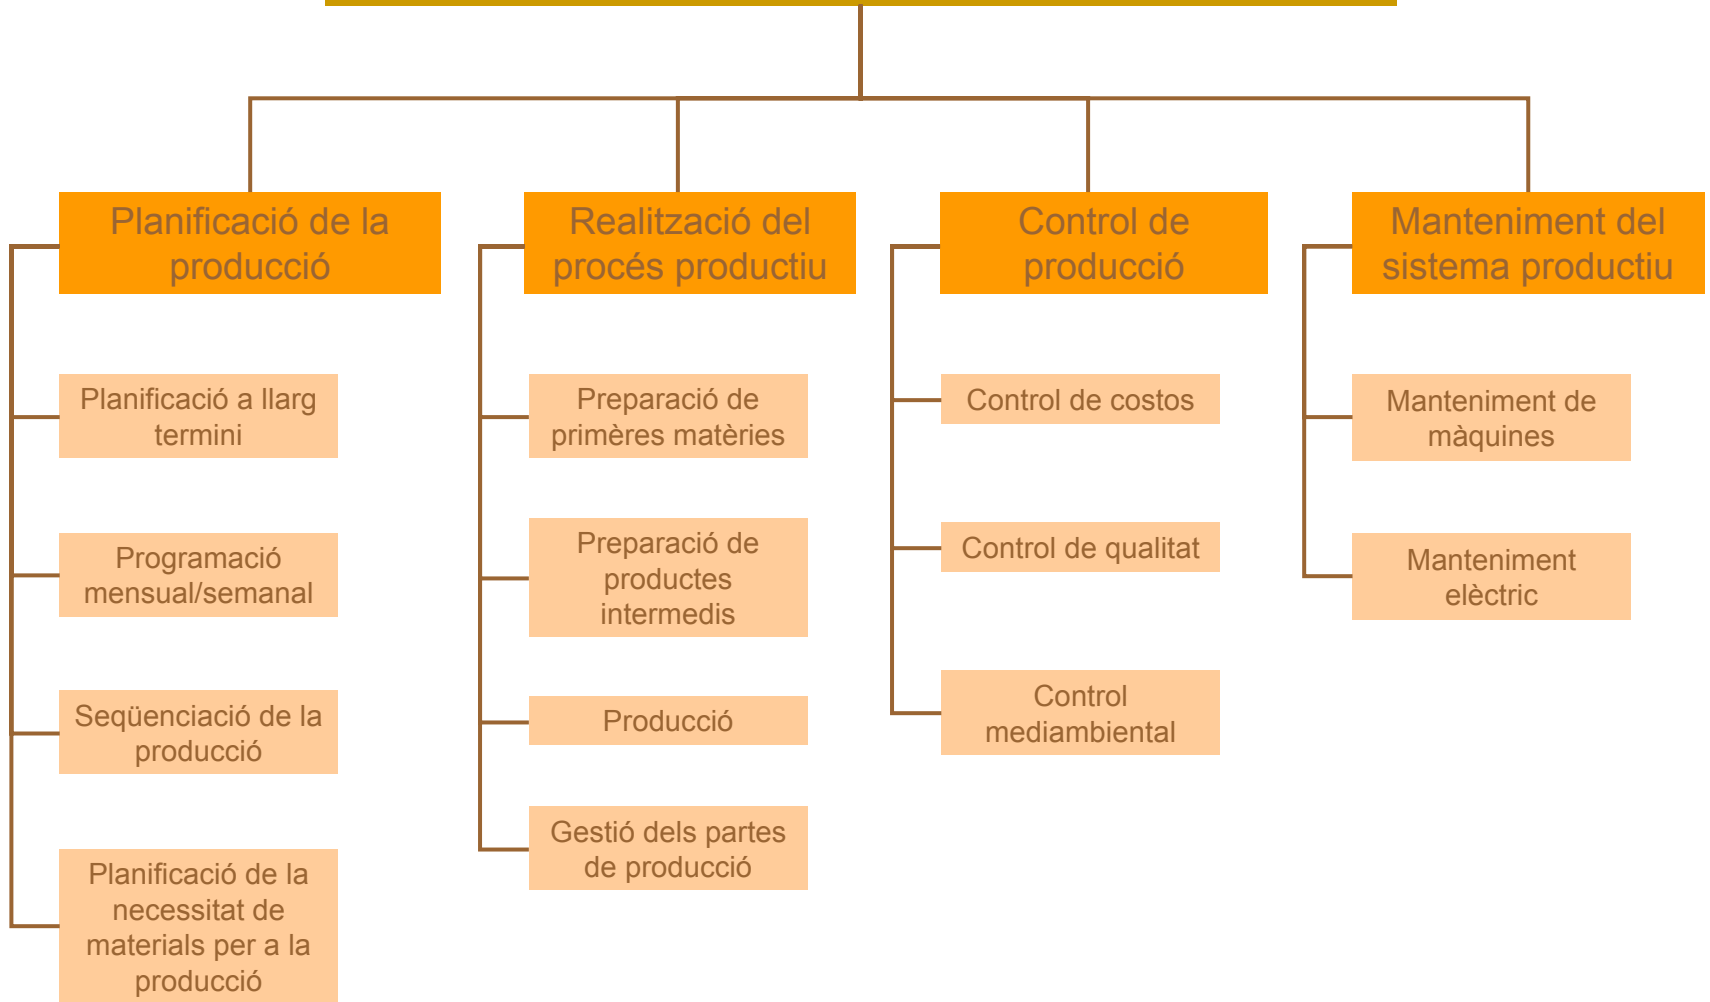 Planificació de la
producció
Realització del
procés productiu
Control de
producció
Manteniment del
sistema productiu
Planificació a llarg
termini
Programació
mensual/semanal
Seqüenciació de la
producció
Planificació de la
necessitat de
materials per a la
producció
Preparació de
primères matèries
Preparació de
productes
intermedis
Producció
Gestió dels partes
de producció
Control de costos
Control de qualitat
Control
mediambiental
Manteniment de
màquines
Manteniment
elèctric